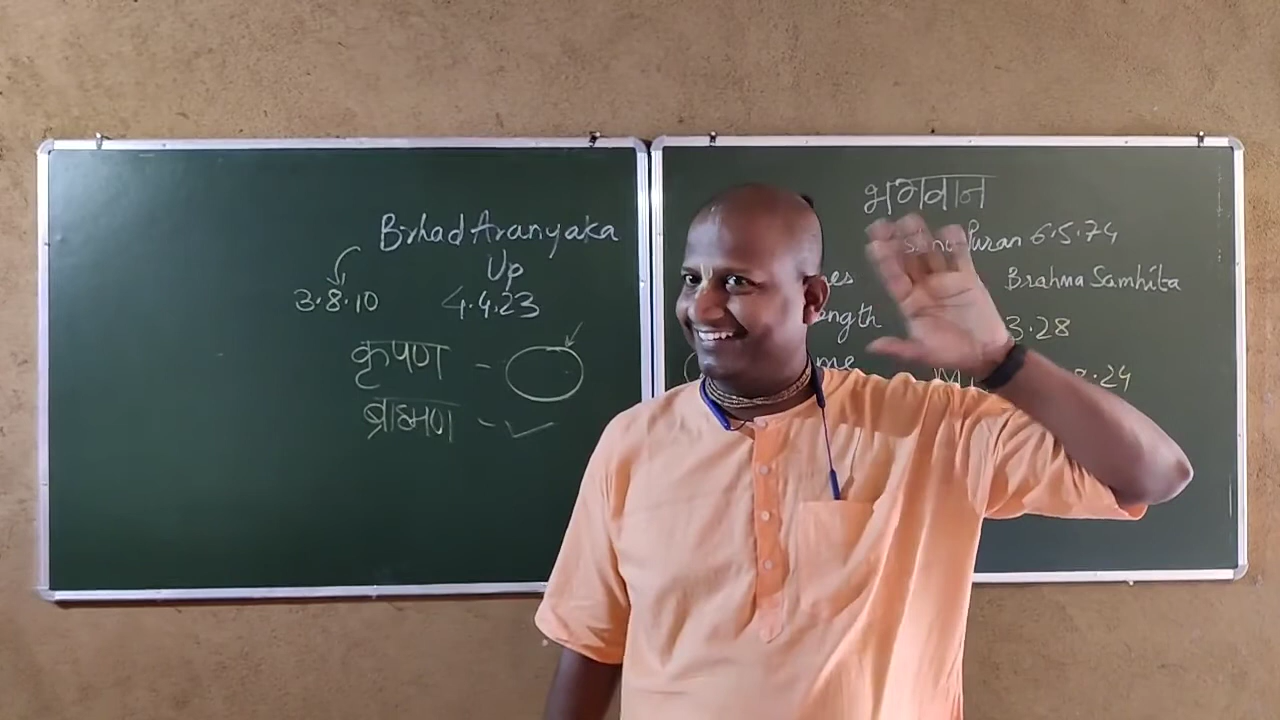 Brhad Aranyaka
Up
3.8.10 4.4.23
कृपण -
ब्राह्मण -
भगवान
Puran 6.5.74
Brahma Samhita
3.28